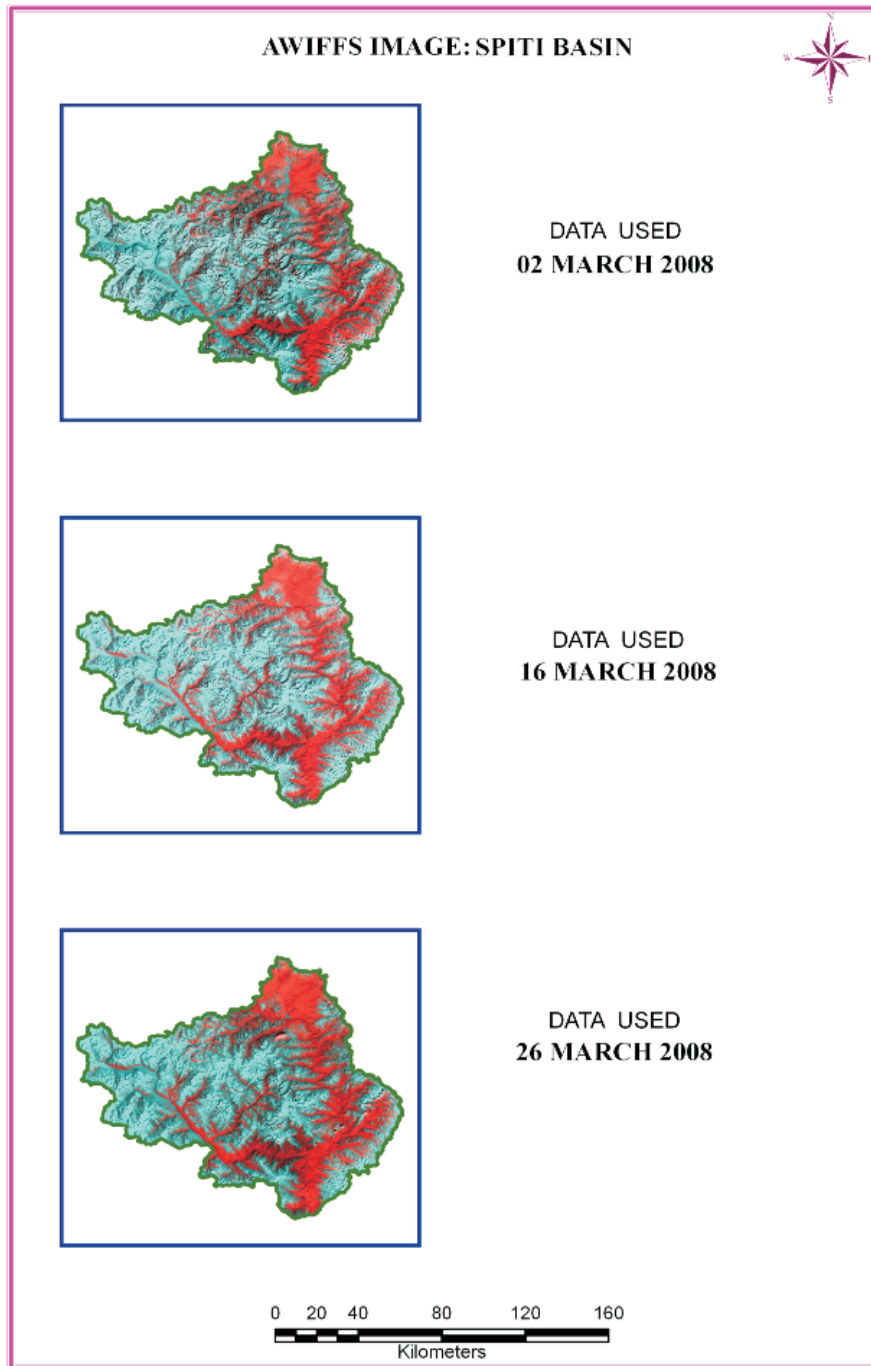 AWIFFS IMAGE: SPITI BASIN
N
W
E
S
DATA USED
02 MARCH 2008
DATA USED
16 MARCH 2008
DATA USED
26 MARCH 2008
0 20 40 80 120 160
Kilometers